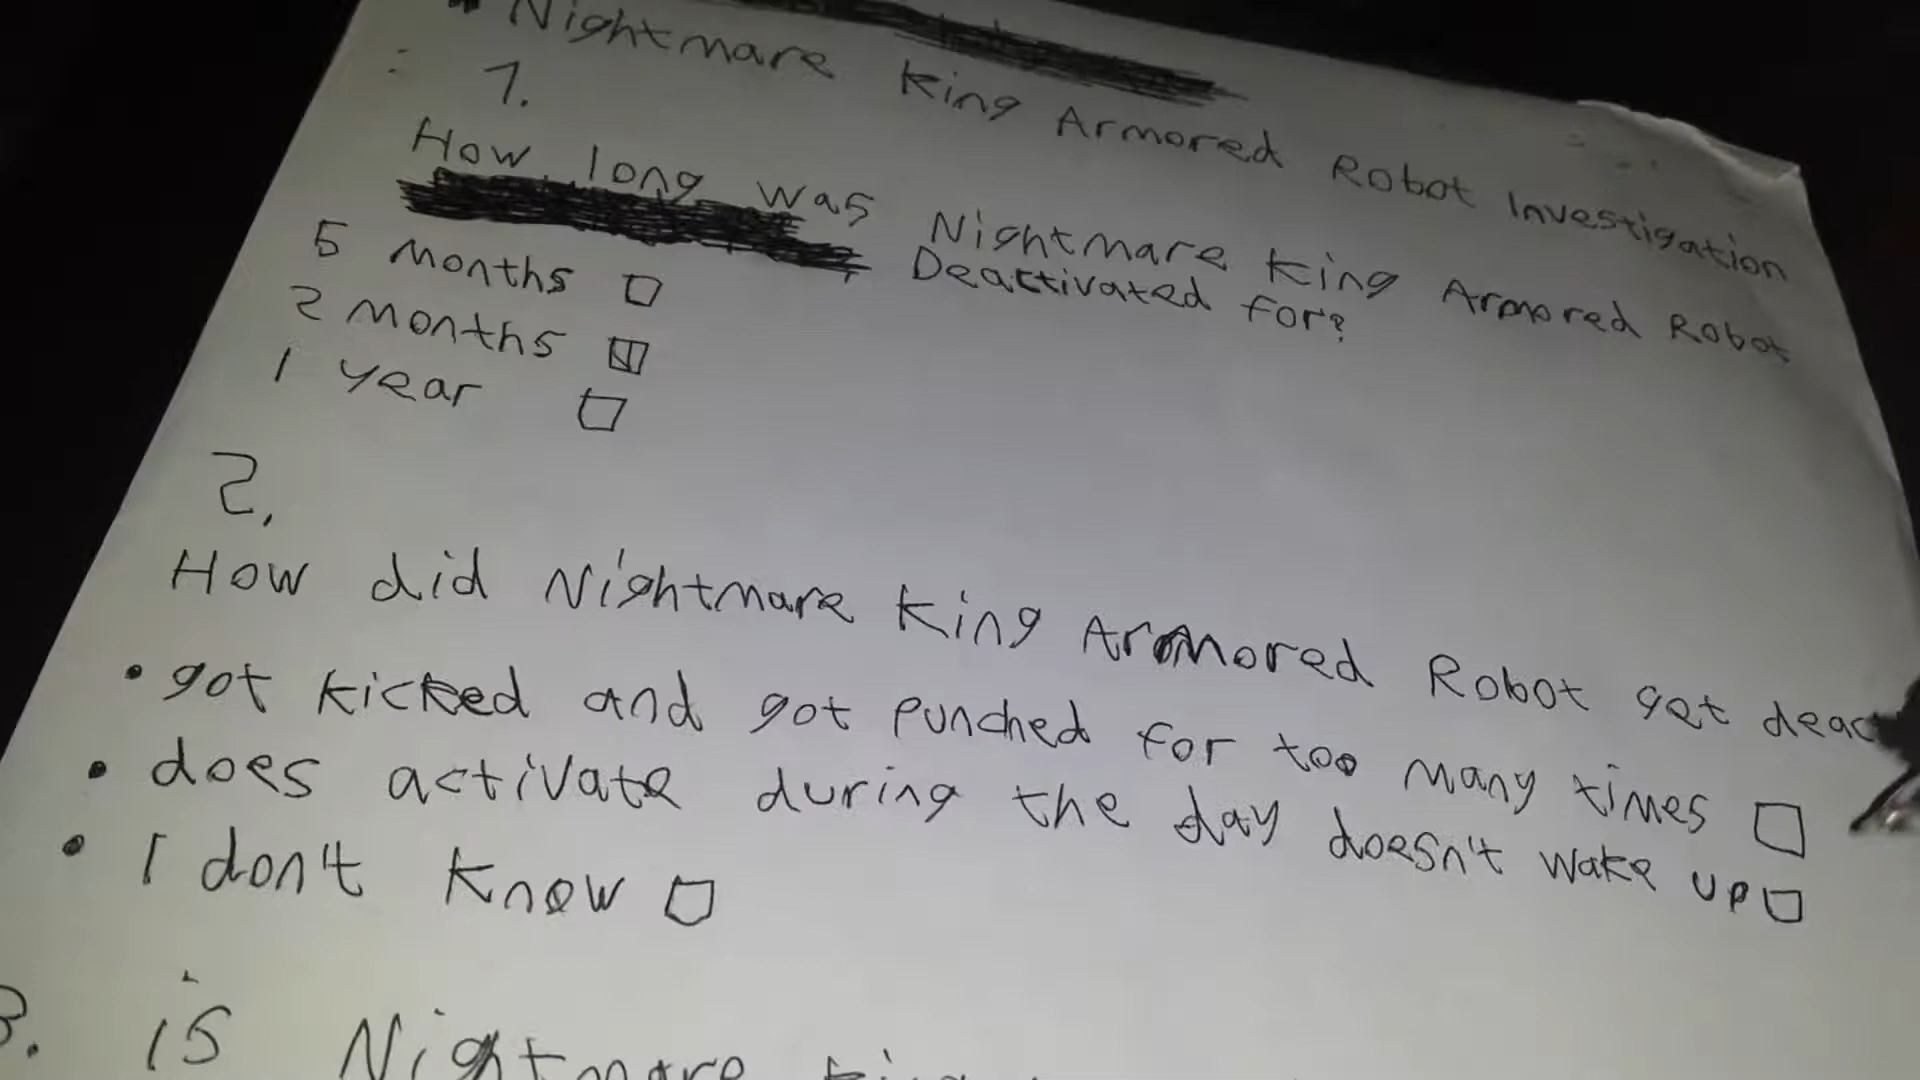 Nightmare King Armored Robot Investigation
1.
How long was Nightmare King Armored Robot
Deactivated for?
5 months
2 months
1 year
2.
How did Nightmare King Armored Robot get deac
• got kicked and got punched for too many times
• does activate during the day doesn't wake up
• I don't know
3. is Nightmare